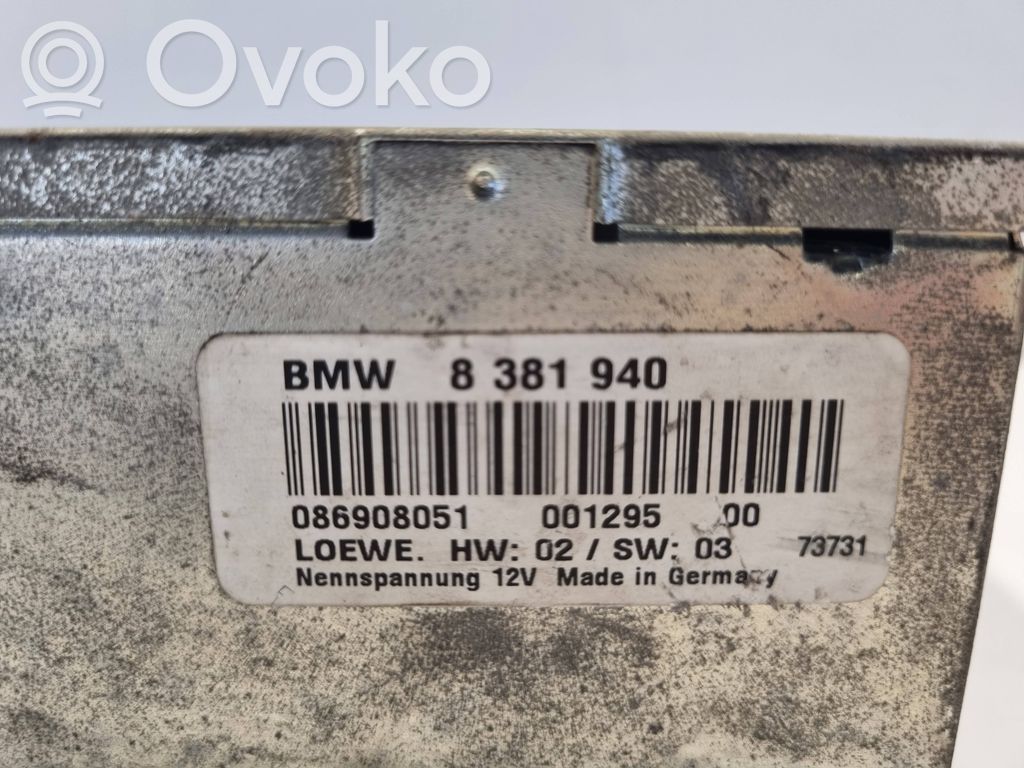 Ovoko
BMW 8 381 940
086908051 001295 00
LOEWE. HW: 02 / SW: 03 73731
Nennspannung 12V Made in Germany